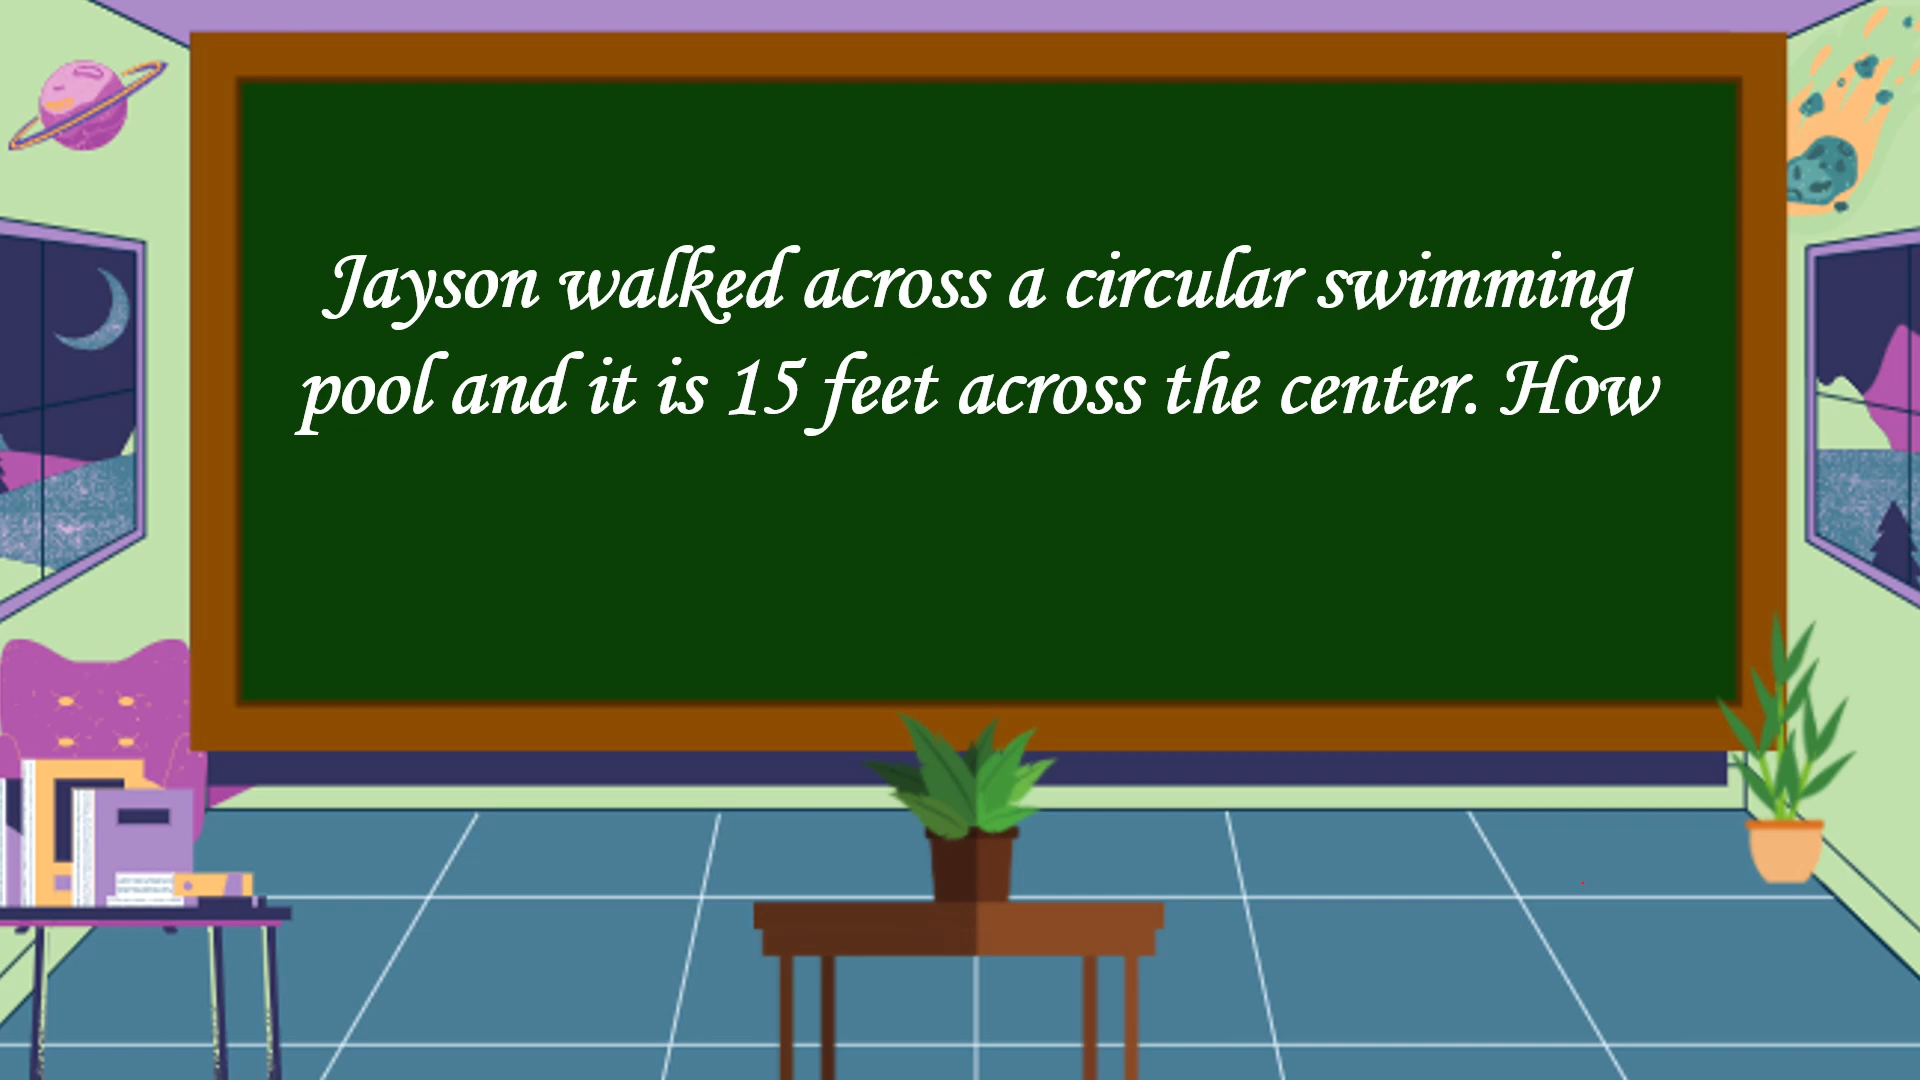 Jayson walked across a circular swimming
pool and it is 15 feet across the center. How